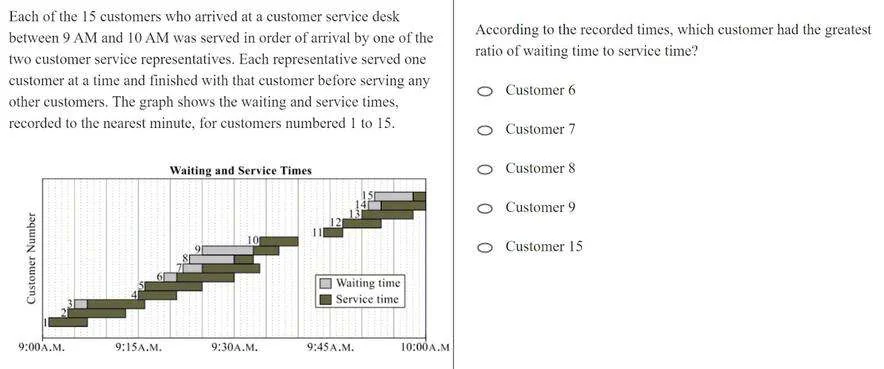 Each of the 15 customers who arrived at a customer service desk
between 9 AM and 10 AM was served in order of arrival by one of the
two customer service representatives. Each representative served one
customer at a time and finished with that customer before serving any
other customers. The graph shows the waiting and service times,
recorded to the nearest minute, for customers numbered 1 to 15.
Waiting and Service Times
Customer Number
15
14
13
12
11
10
9
8
7
6
5
4
3
2
1
Waiting time
Service time
9:00A.M.
9:15A.M.
9:30A.M.
9:45A.M.
10:00A.M
According to the recorded times, which customer had the greatest
ratio of waiting time to service time?
Customer 6
Customer 7
Customer 8
Customer 9
Customer 15